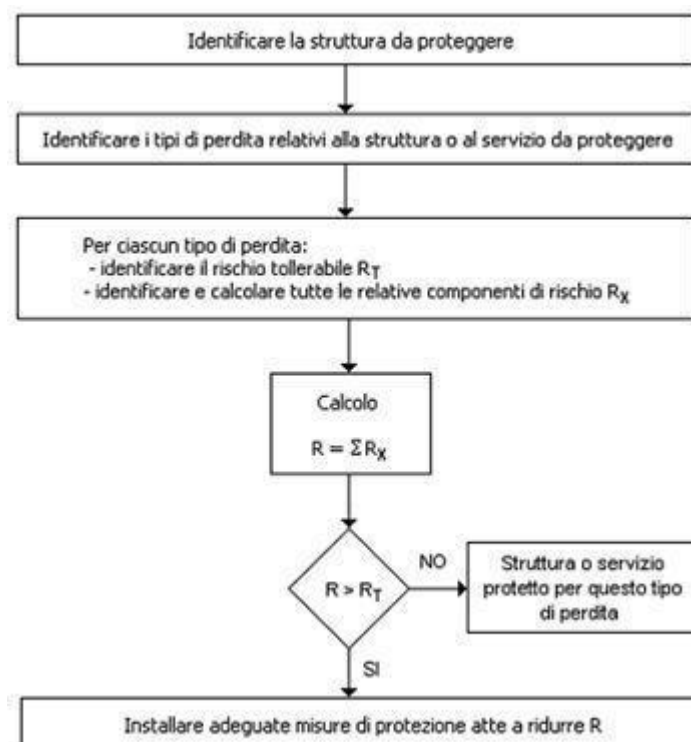 Identificare la struttura da proteggere
Identificare i tipi di perdita relativi alla struttura o al servizio da proteggere
Per ciascun tipo di perdita:
- identificare il rischio tollerabile RT
- identificare e calcolare tutte le relative componenti di rischio RX
Calcolo
R = ΣRX
R > RT
NO
Struttura o servizio
protetto per questo tipo
di perdita
SI
Installare adeguate misure di protezione atte a ridurre R